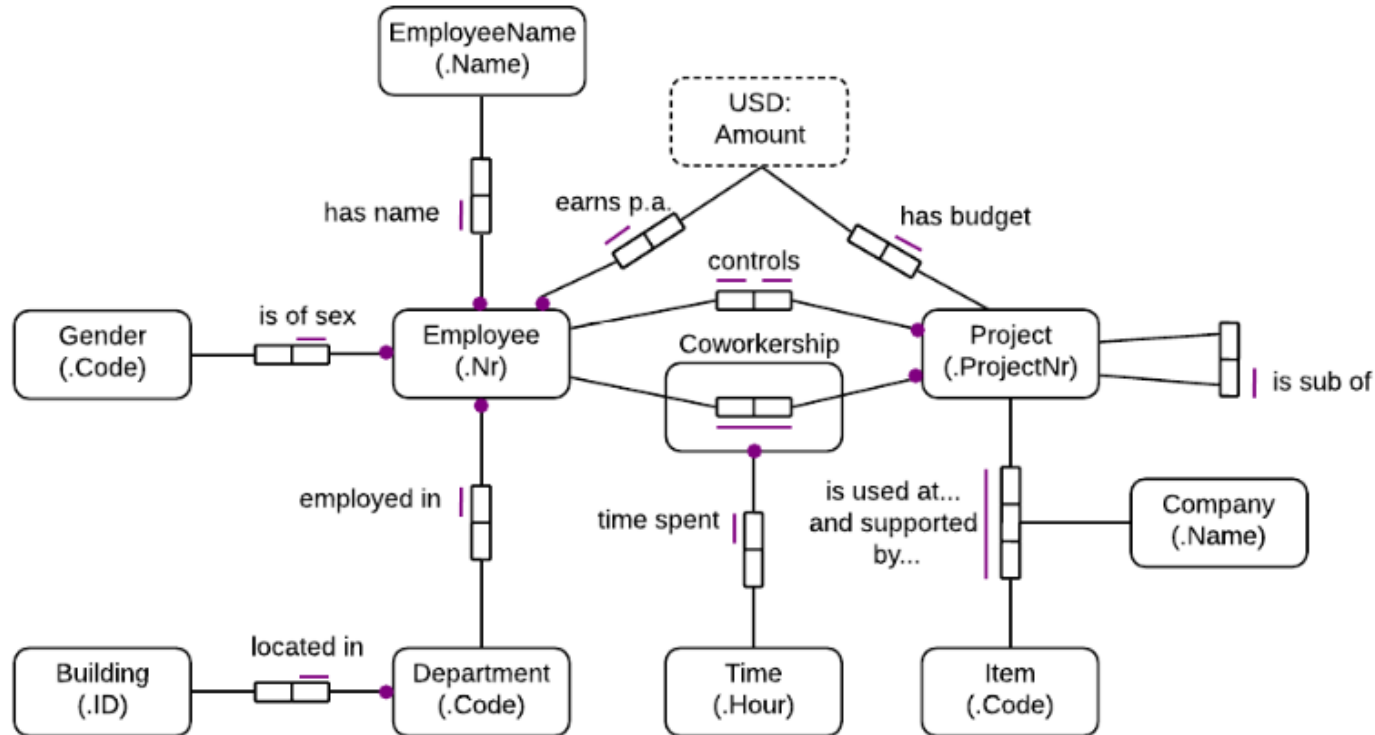 EmployeeName
(.Name)
USD:
Amount
has name
earns p.a.
has budget
controls
is of sex
Gender
(.Code)
Employee
(.Nr)
Coworkership
Project
(.ProjectNr)
is sub of
employed in
time spent
is used at...
and supported
by...
Company
(.Name)
located in
Building
(.ID)
Department
(.Code)
Time
(.Hour)
Item
(.Code)